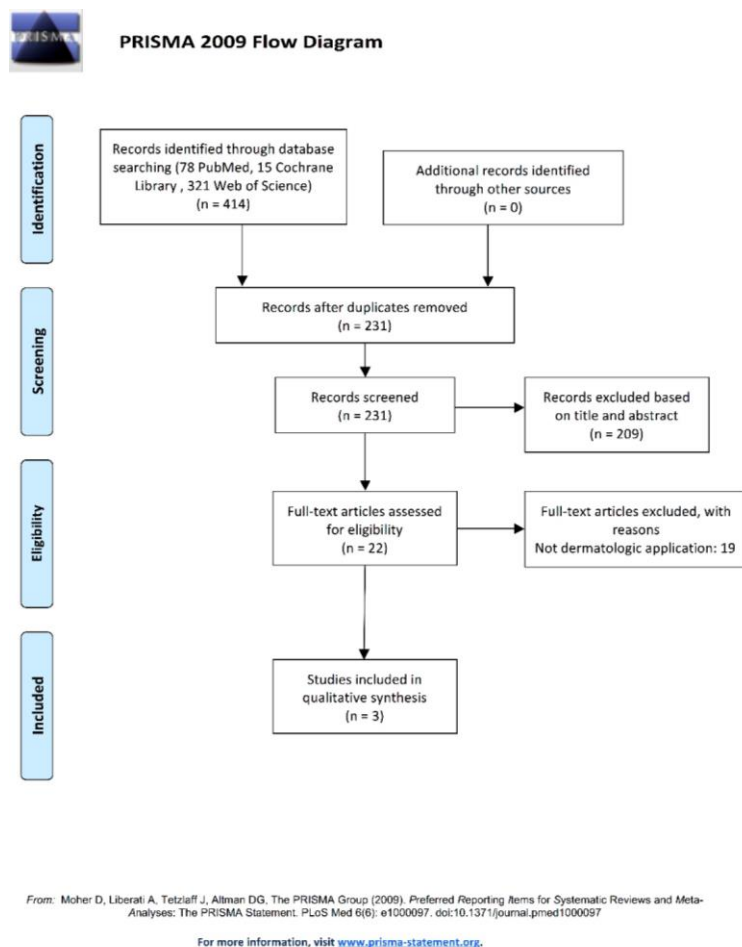 PRISMA
PRISMA 2009 Flow Diagram
Identification
Records identified through database
searching (78 PubMed, 15 Cochrane
Library , 321 Web of Science)
(n = 414)
Additional records identified
through other sources
(n = 0)
Screening
Records after duplicates removed
(n = 231)
Records screened
(n = 231)
Records excluded based
on title and abstract
(n = 209)
Eligibility
Full-text articles assessed
for eligibility
(n = 22)
Full-text articles excluded, with
reasons
Not dermatologic application: 19
Included
Studies included in
qualitative synthesis
(n = 3)
From: Moher D, Liberati A, Tetzlaff J, Altman DG, The PRISMA Group (2009). Preferred Reporting Items for Systematic Reviews and Meta-
Analyses: The PRISMA Statement. PLoS Med 6(6): e1000097. doi:10.1371/journal.pmed1000097
For more information, visit www.prisma-statement.org.